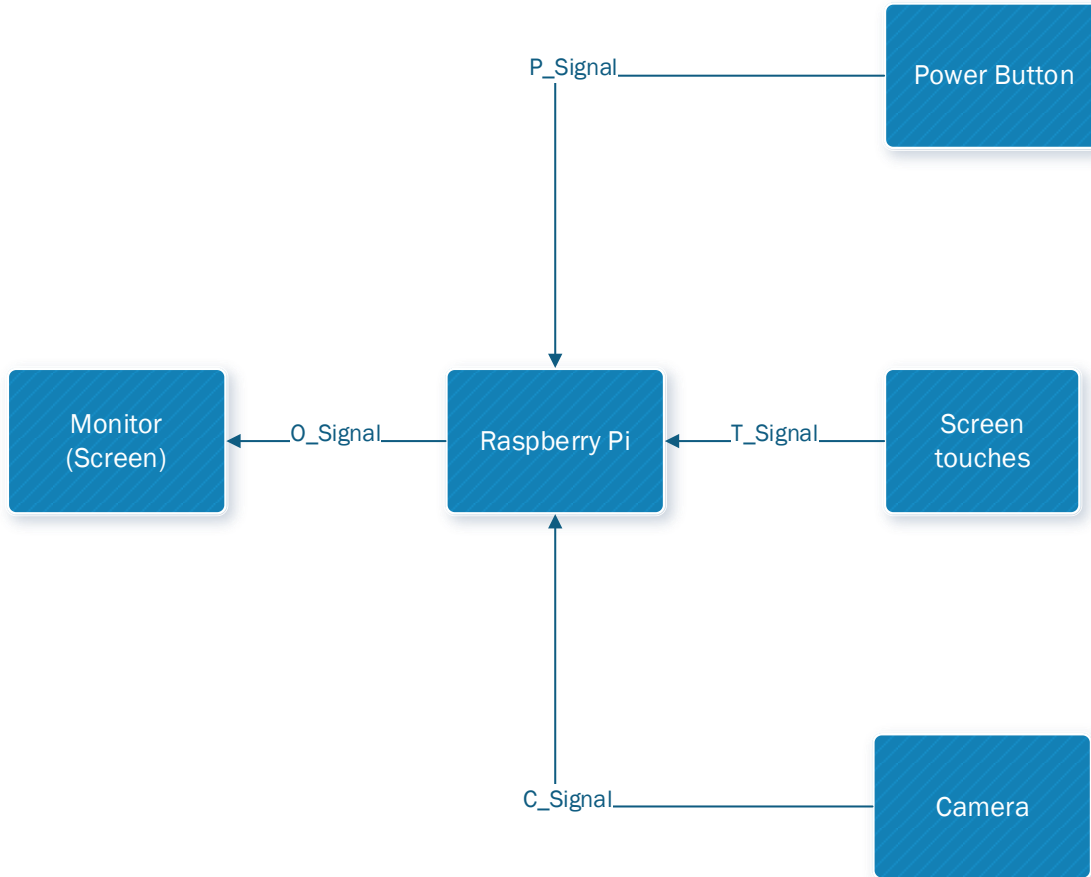 P_Signal
Power Button
Monitor
(Screen)
O_Signal
Raspberry Pi
T_Signal
Screen
touches
C_Signal
Camera